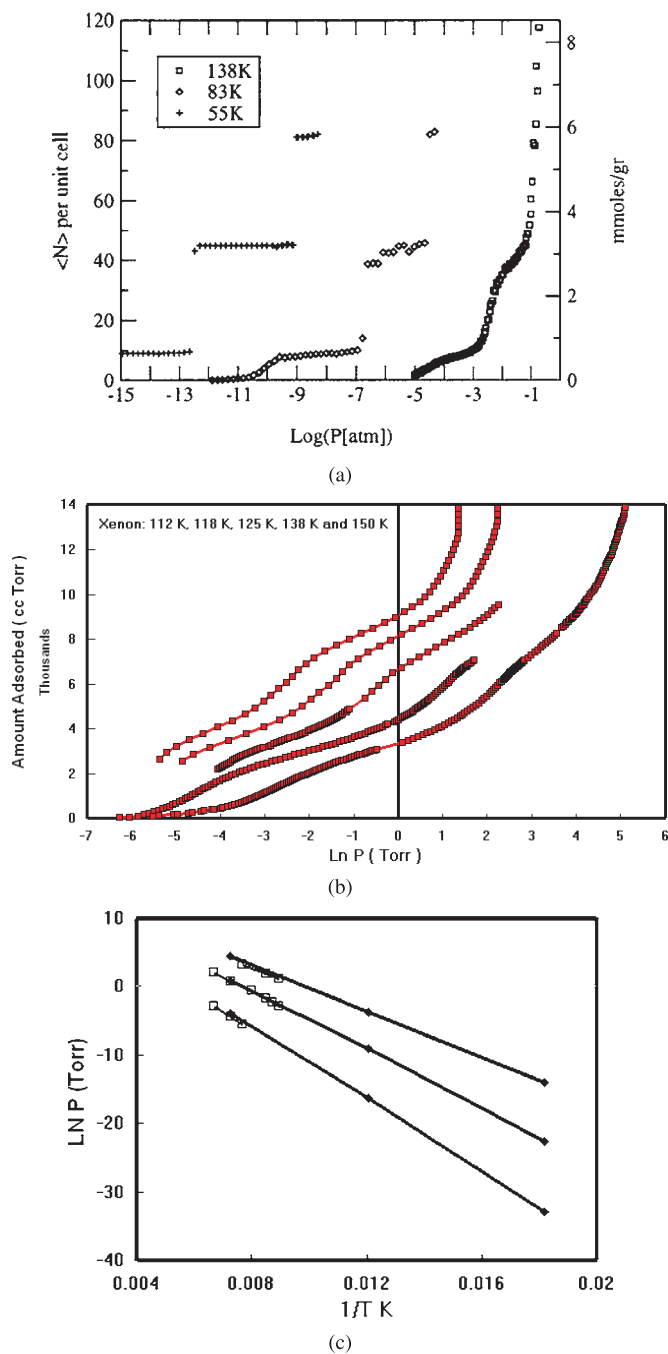 120
100
80
60
40
20
0
<N> per unit cell
138K
83K
55K
8
6
4
2
0
mmoles/gr
-15 -13 -11 -9 -7 -5 -3 -1
Log(P[atm])
(a)
14
12
10
8
6
4
2
0
Amount Adsorbed ( cc Torr )
Thousands
Xenon: 112 K, 118 K, 125 K, 138 K and 150 K
-7 -6 -5 -4 -3 -2 -1 0 1 2 3 4 5 6
Ln P ( Torr )
(b)
10
0
-10
-20
-30
-40
LN P (Torr)
0.004 0.008 0.012 0.016 0.02
1/T K
(c)